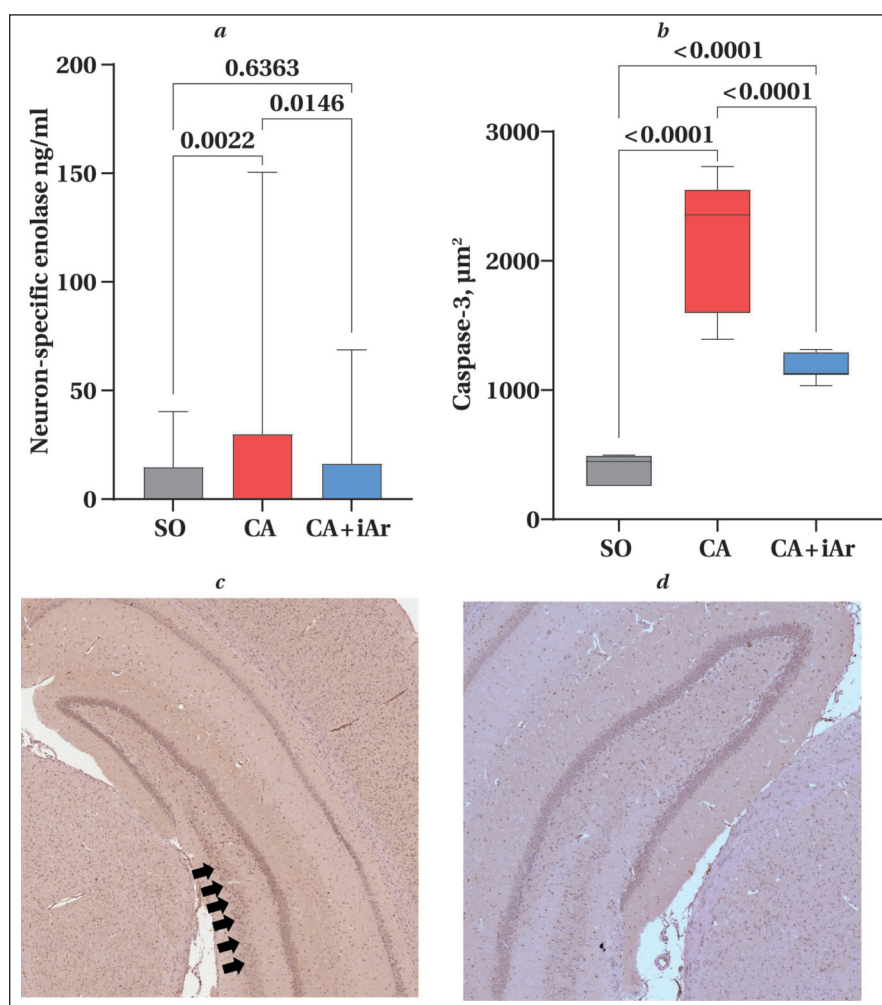 a
Neuron-specific enolase ng/ml
200
150
100
50
0
0.6363
0.0146
0.0022
SO CA CA+iAr
b
Caspase-3, µm²
3000
2000
1000
0
<0.0001
<0.0001
<0.0001
SO CA CA+iAr
c
d